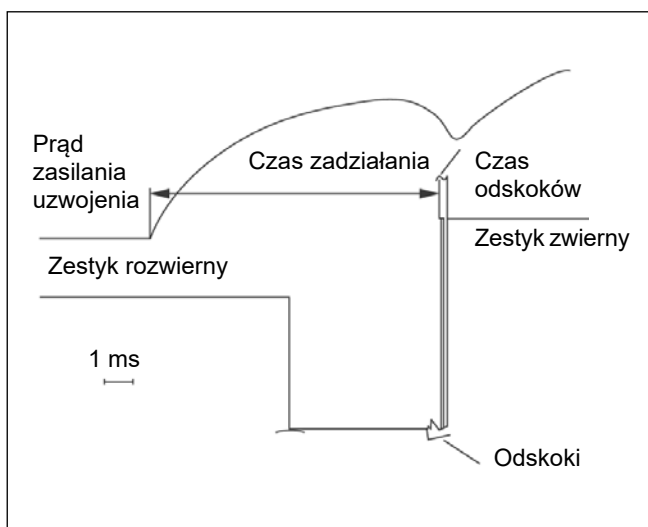 Prąd
zasilania
uzwojenia
Czas zadziałania
Czas
odskoków
Zestyk zwierny
Zestyk rozwierny
1 ms
Odskoki